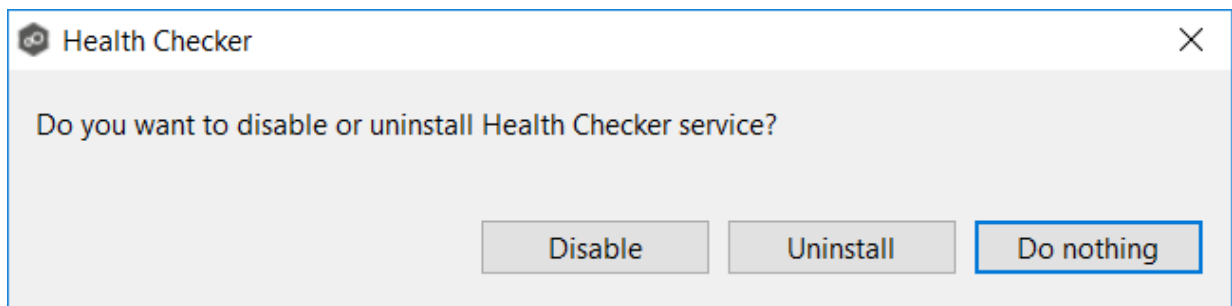 Health Checker
Do you want to disable or uninstall Health Checker service?
Disable Uninstall Do nothing